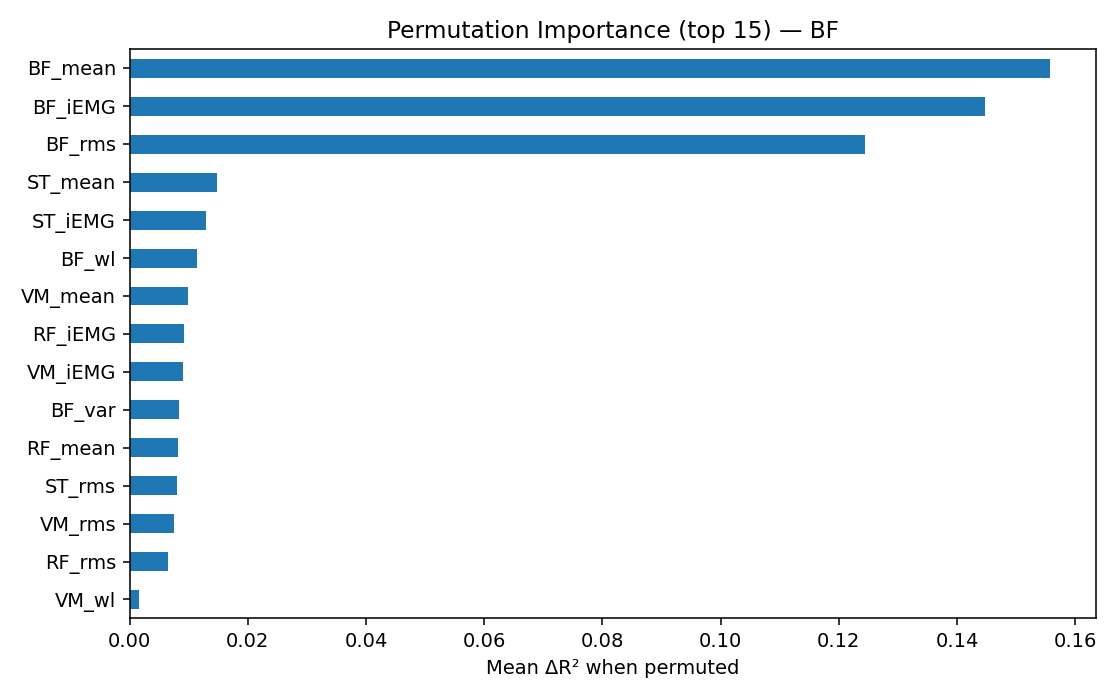 Permutation Importance (top 15) — BF
BF_mean
BF_iEMG
BF_rms
ST_mean
ST_iEMG
BF_wl
VM_mean
RF_iEMG
VM_iEMG
BF_var
RF_mean
ST_rms
VM_rms
RF_rms
VM_wl
0.00 0.02 0.04 0.06 0.08 0.10 0.12 0.14 0.16
Mean ΔR² when permuted